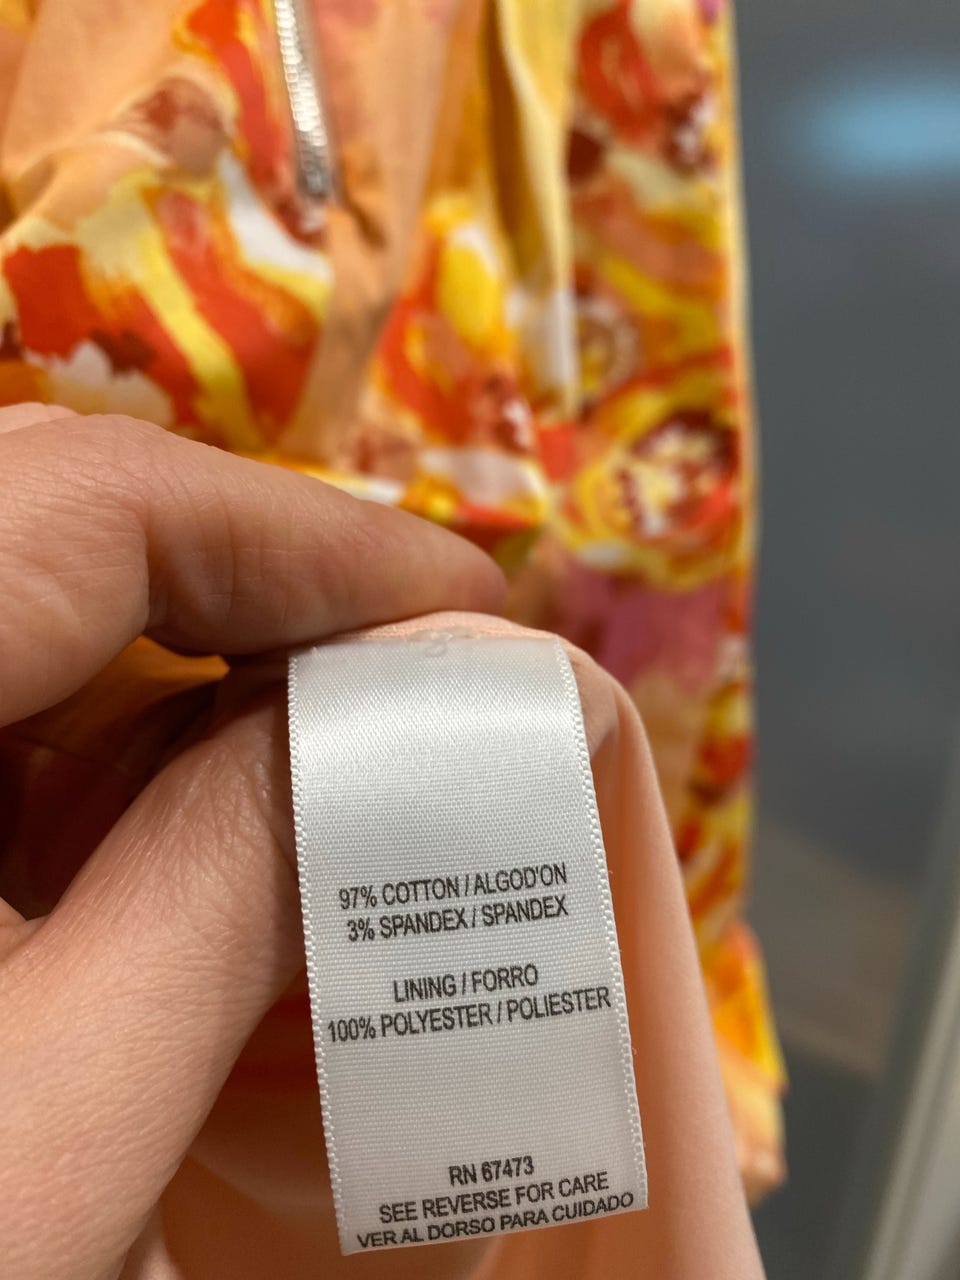 97% COTTON / ALGOD'ON
3% SPANDEX / SPANDEX
LINING / FORRO
100% POLYESTER / POLIESTER
RN 67473
SEE REVERSE FOR CARE
VER AL DORSO PARA CUIDADO